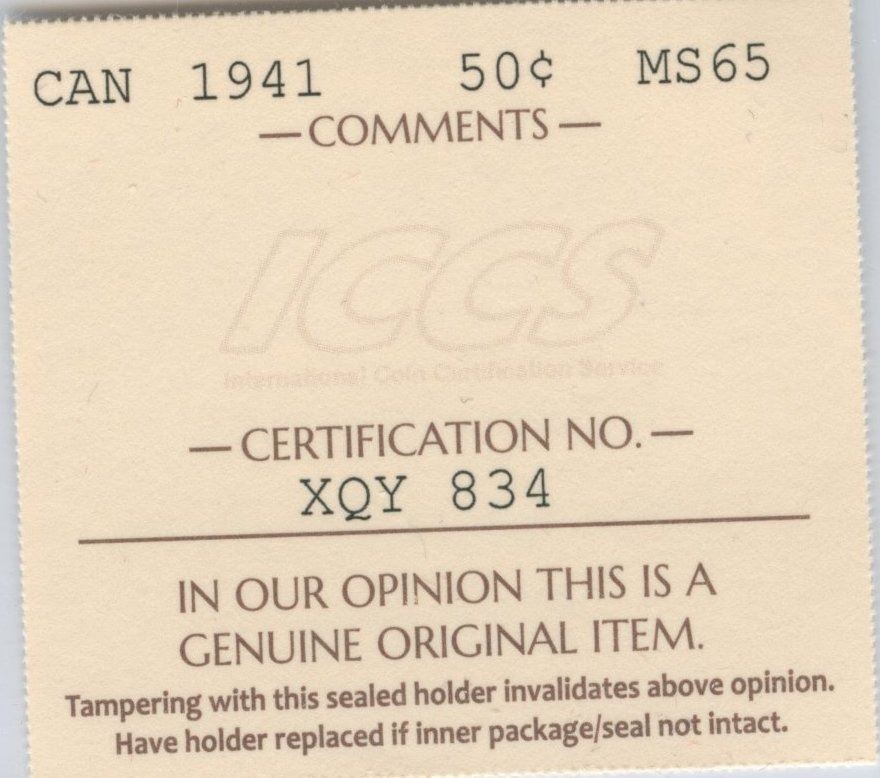 CAN 1941 50¢ MS65
—COMMENTS—
ICCS
International Coin Certification Service
—CERTIFICATION NO.—
XQY 834
IN OUR OPINION THIS IS A
GENUINE ORIGINAL ITEM.
Tampering with this sealed holder invalidates above opinion.
Have holder replaced if inner package/seal not intact.